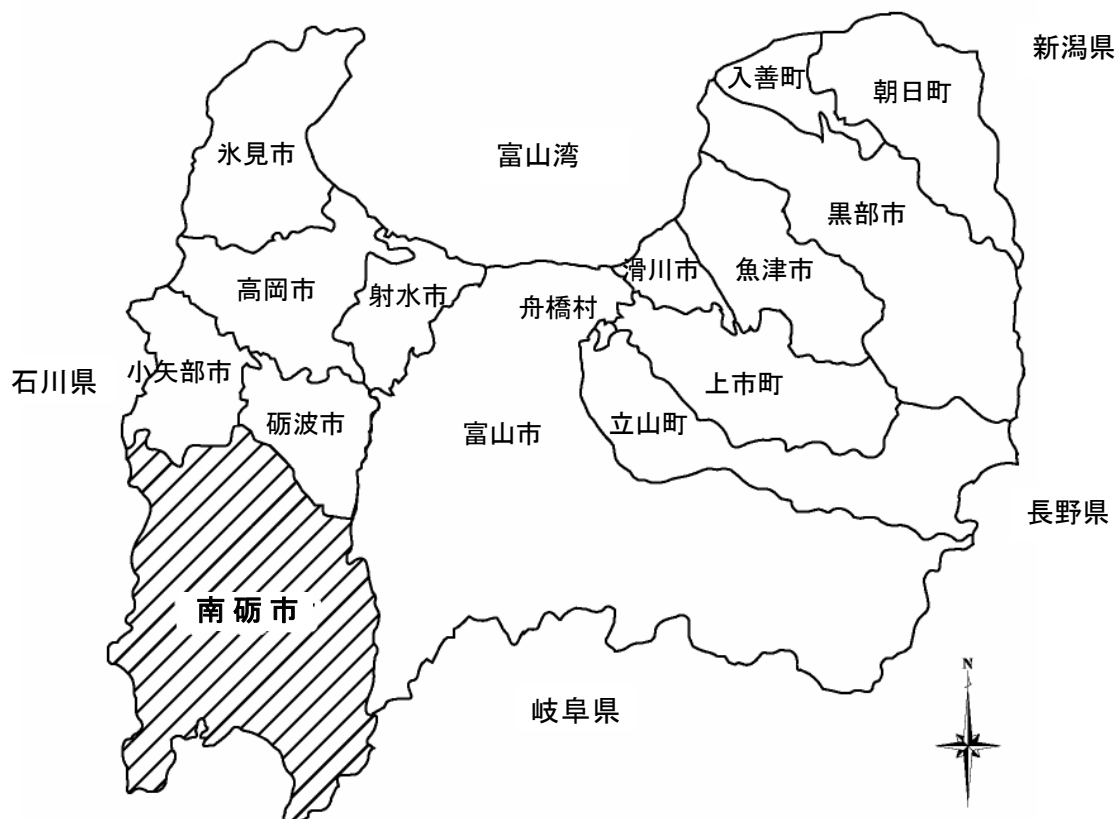 新潟県
入善町
朝日町
氷見市
富山湾
黒部市
滑川市
魚津市
高岡市
射水市
舟橋村
石川県
小矢部市
上市町
砺波市
富山市
立山町
長野県
南砺市
岐阜県
N